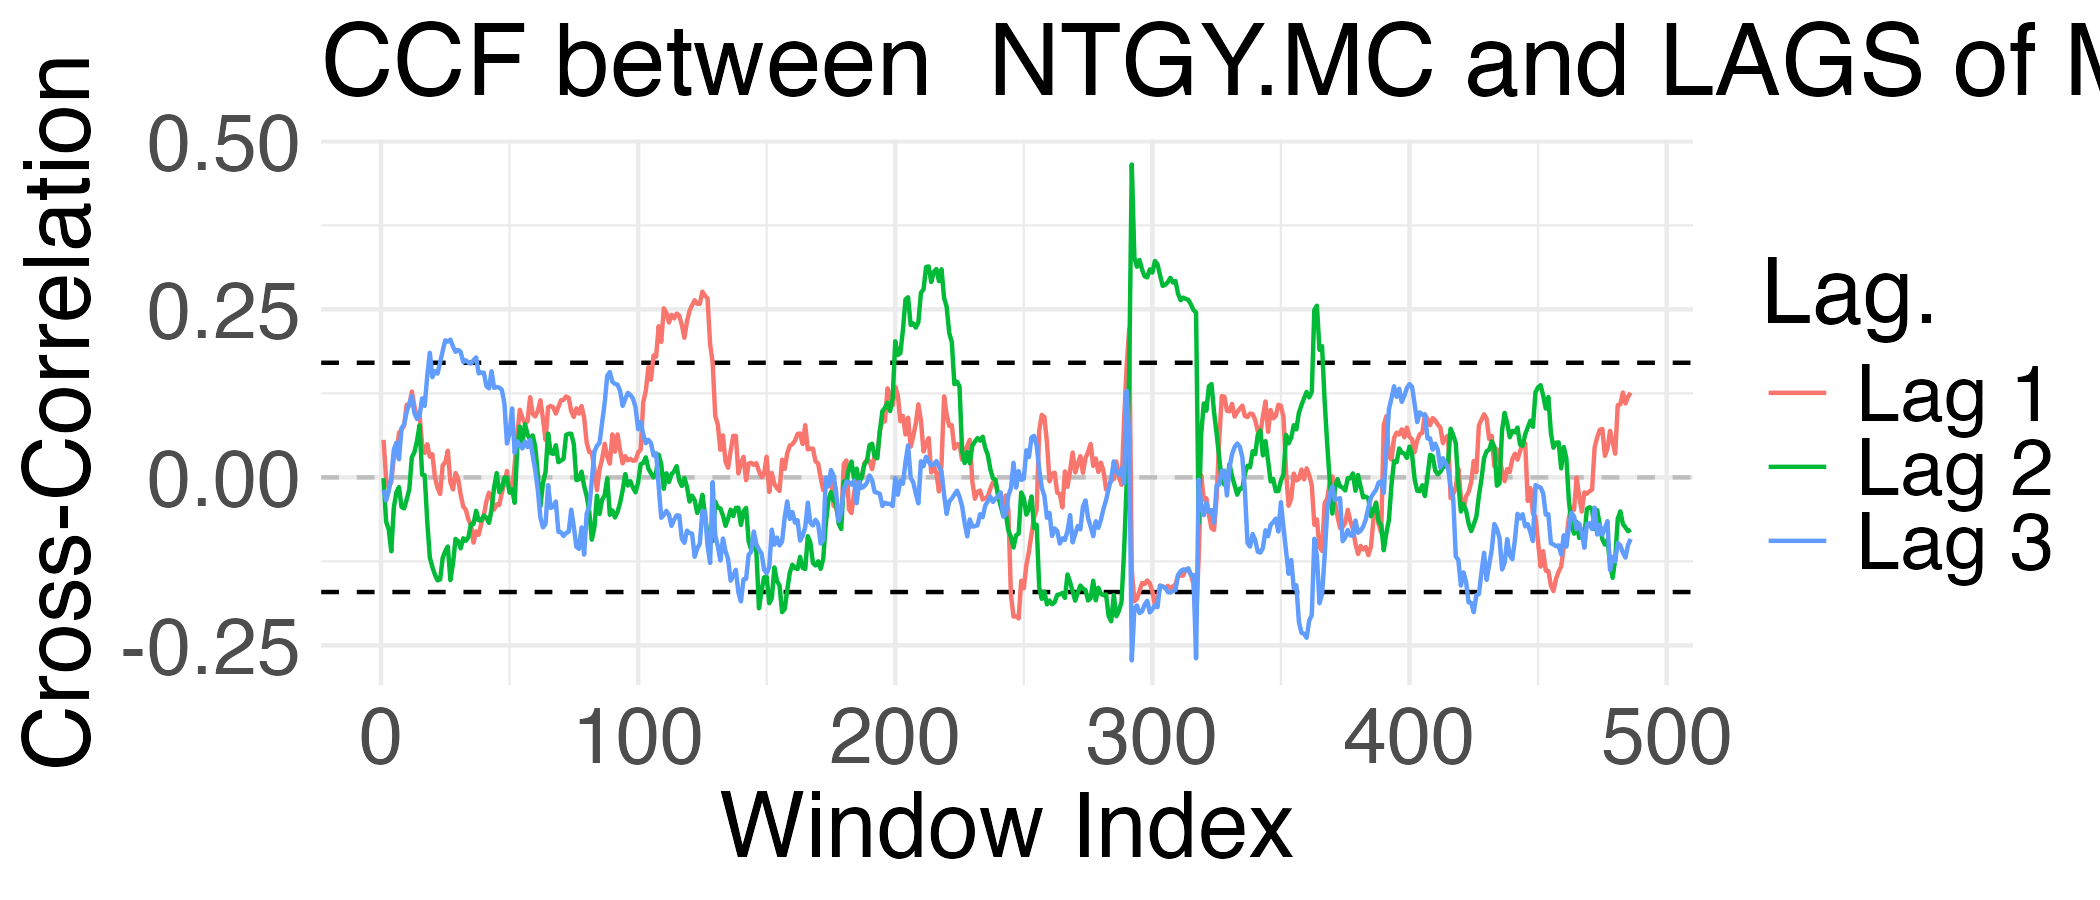 CCF between  NTGY.MC and LAGS of
Cross-Correlation
0.50
0.25
0.00
-0.25
0
100
200
300
400
500
Window Index
Lag.
Lag 1
Lag 2
Lag 3